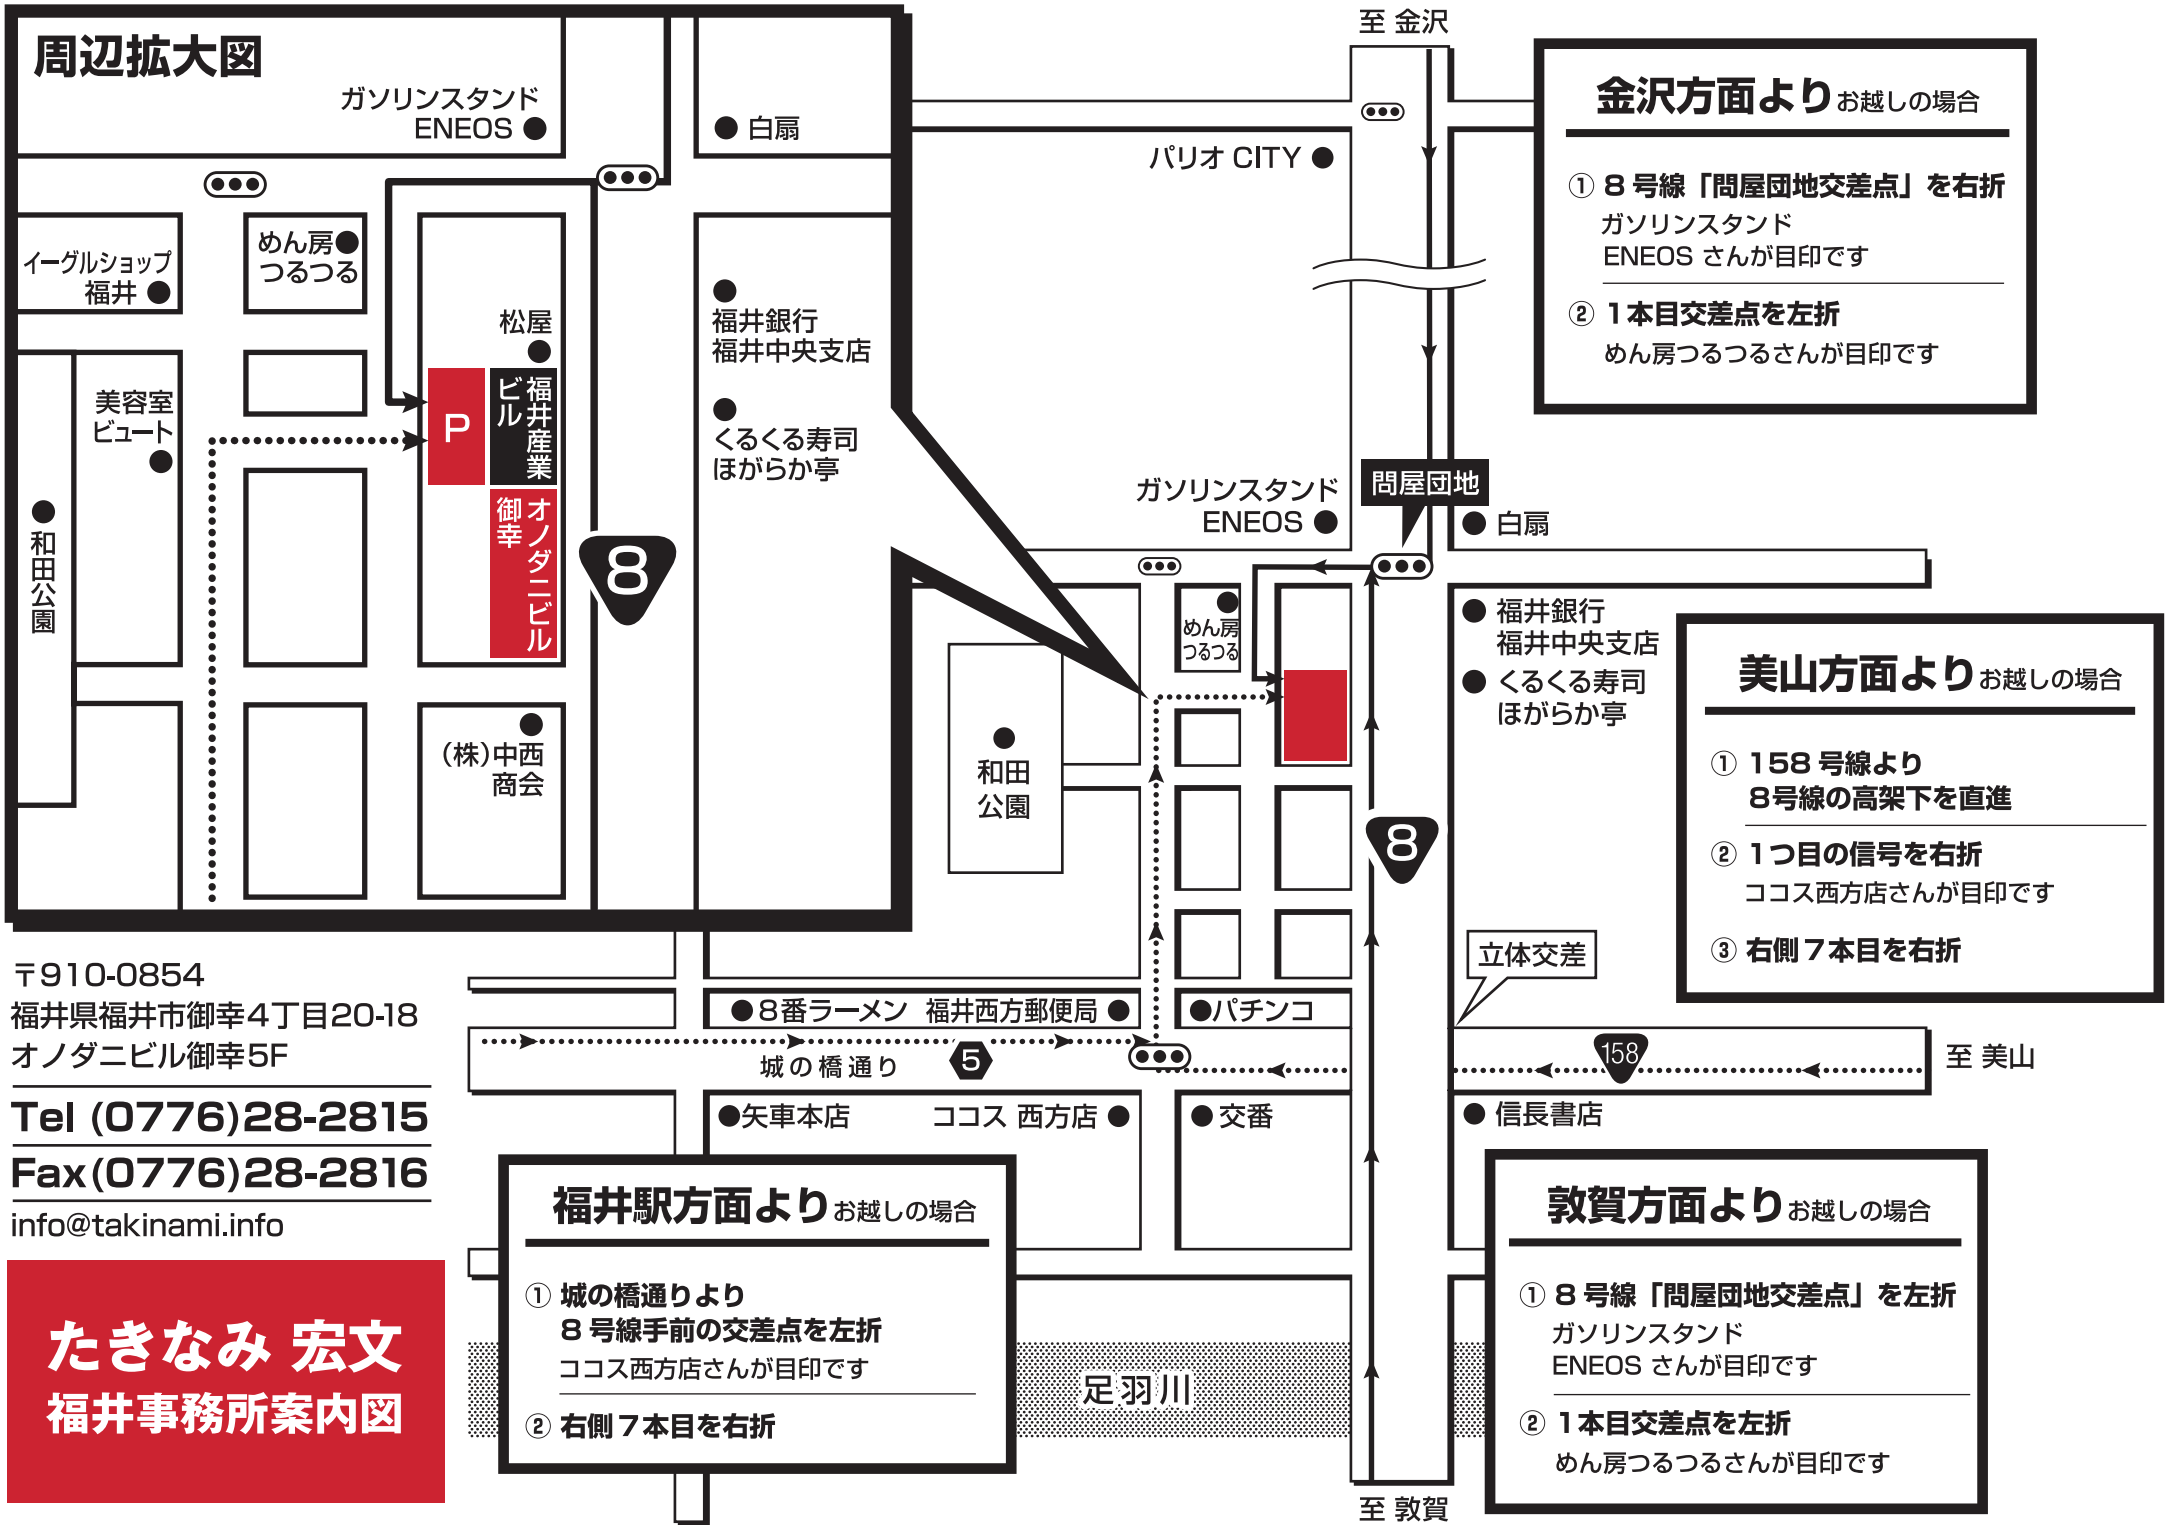 周辺拡大図
ガソリンスタンド
ENEOS
白扇
イーグルショップ
福井
めん房
つるつる
松屋
福井銀行
福井中央支店
美容室
ビュート
P
福井産業
ビル
くるくる寿司
ほがらか亭
和田公園
オノダニビル
御幸
8
(株)中西
商会
至 金沢
パリオ CITY
ガソリンスタンド
ENEOS
問屋団地
白扇
めん房
つるつる
福井銀行
福井中央支店
くるくる寿司
ほがらか亭
和田
公園
8
立体交差
8番ラーメン
福井西方郵便局
パチンコ
城の橋通り
5
158
至 美山
矢車本店
ココス 西方店
交番
信長書店
足羽川
至 敦賀
金沢方面よりお越しの場合
① 8 号線「問屋団地交差点」を右折
ガソリンスタンド
ENEOS さんが目印です
② 1本目交差点を左折
めん房つるつるさんが目印です
美山方面よりお越しの場合
① 158 号線より
8号線の高架下を直進
② 1つ目の信号を右折
ココス西方店さんが目印です
③ 右側7本目を右折
福井駅方面よりお越しの場合
① 城の橋通りより
8 号線手前の交差点を左折
ココス西方店さんが目印です
② 右側7本目を右折
敦賀方面よりお越しの場合
① 8 号線「問屋団地交差点」を左折
ガソリンスタンド
ENEOS さんが目印です
② 1本目交差点を左折
めん房つるつるさんが目印です
〒910-0854
福井県福井市御幸4丁目20-18
オノダニビル御幸5F
Tel (0776)28-2815
Fax(0776)28-2816
info@takinami.info
たきなみ 宏文
福井事務所案内図